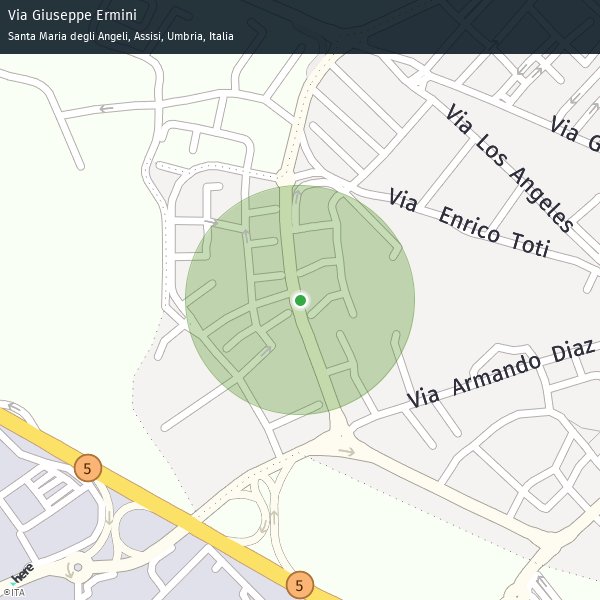 Via Giuseppe Ermini
Santa Maria degli Angeli, Assisi, Umbria, Italia
Via G
Via Los Angeles
Via Enrico Toti
Via Armando Diaz
5
5
here
©ITA